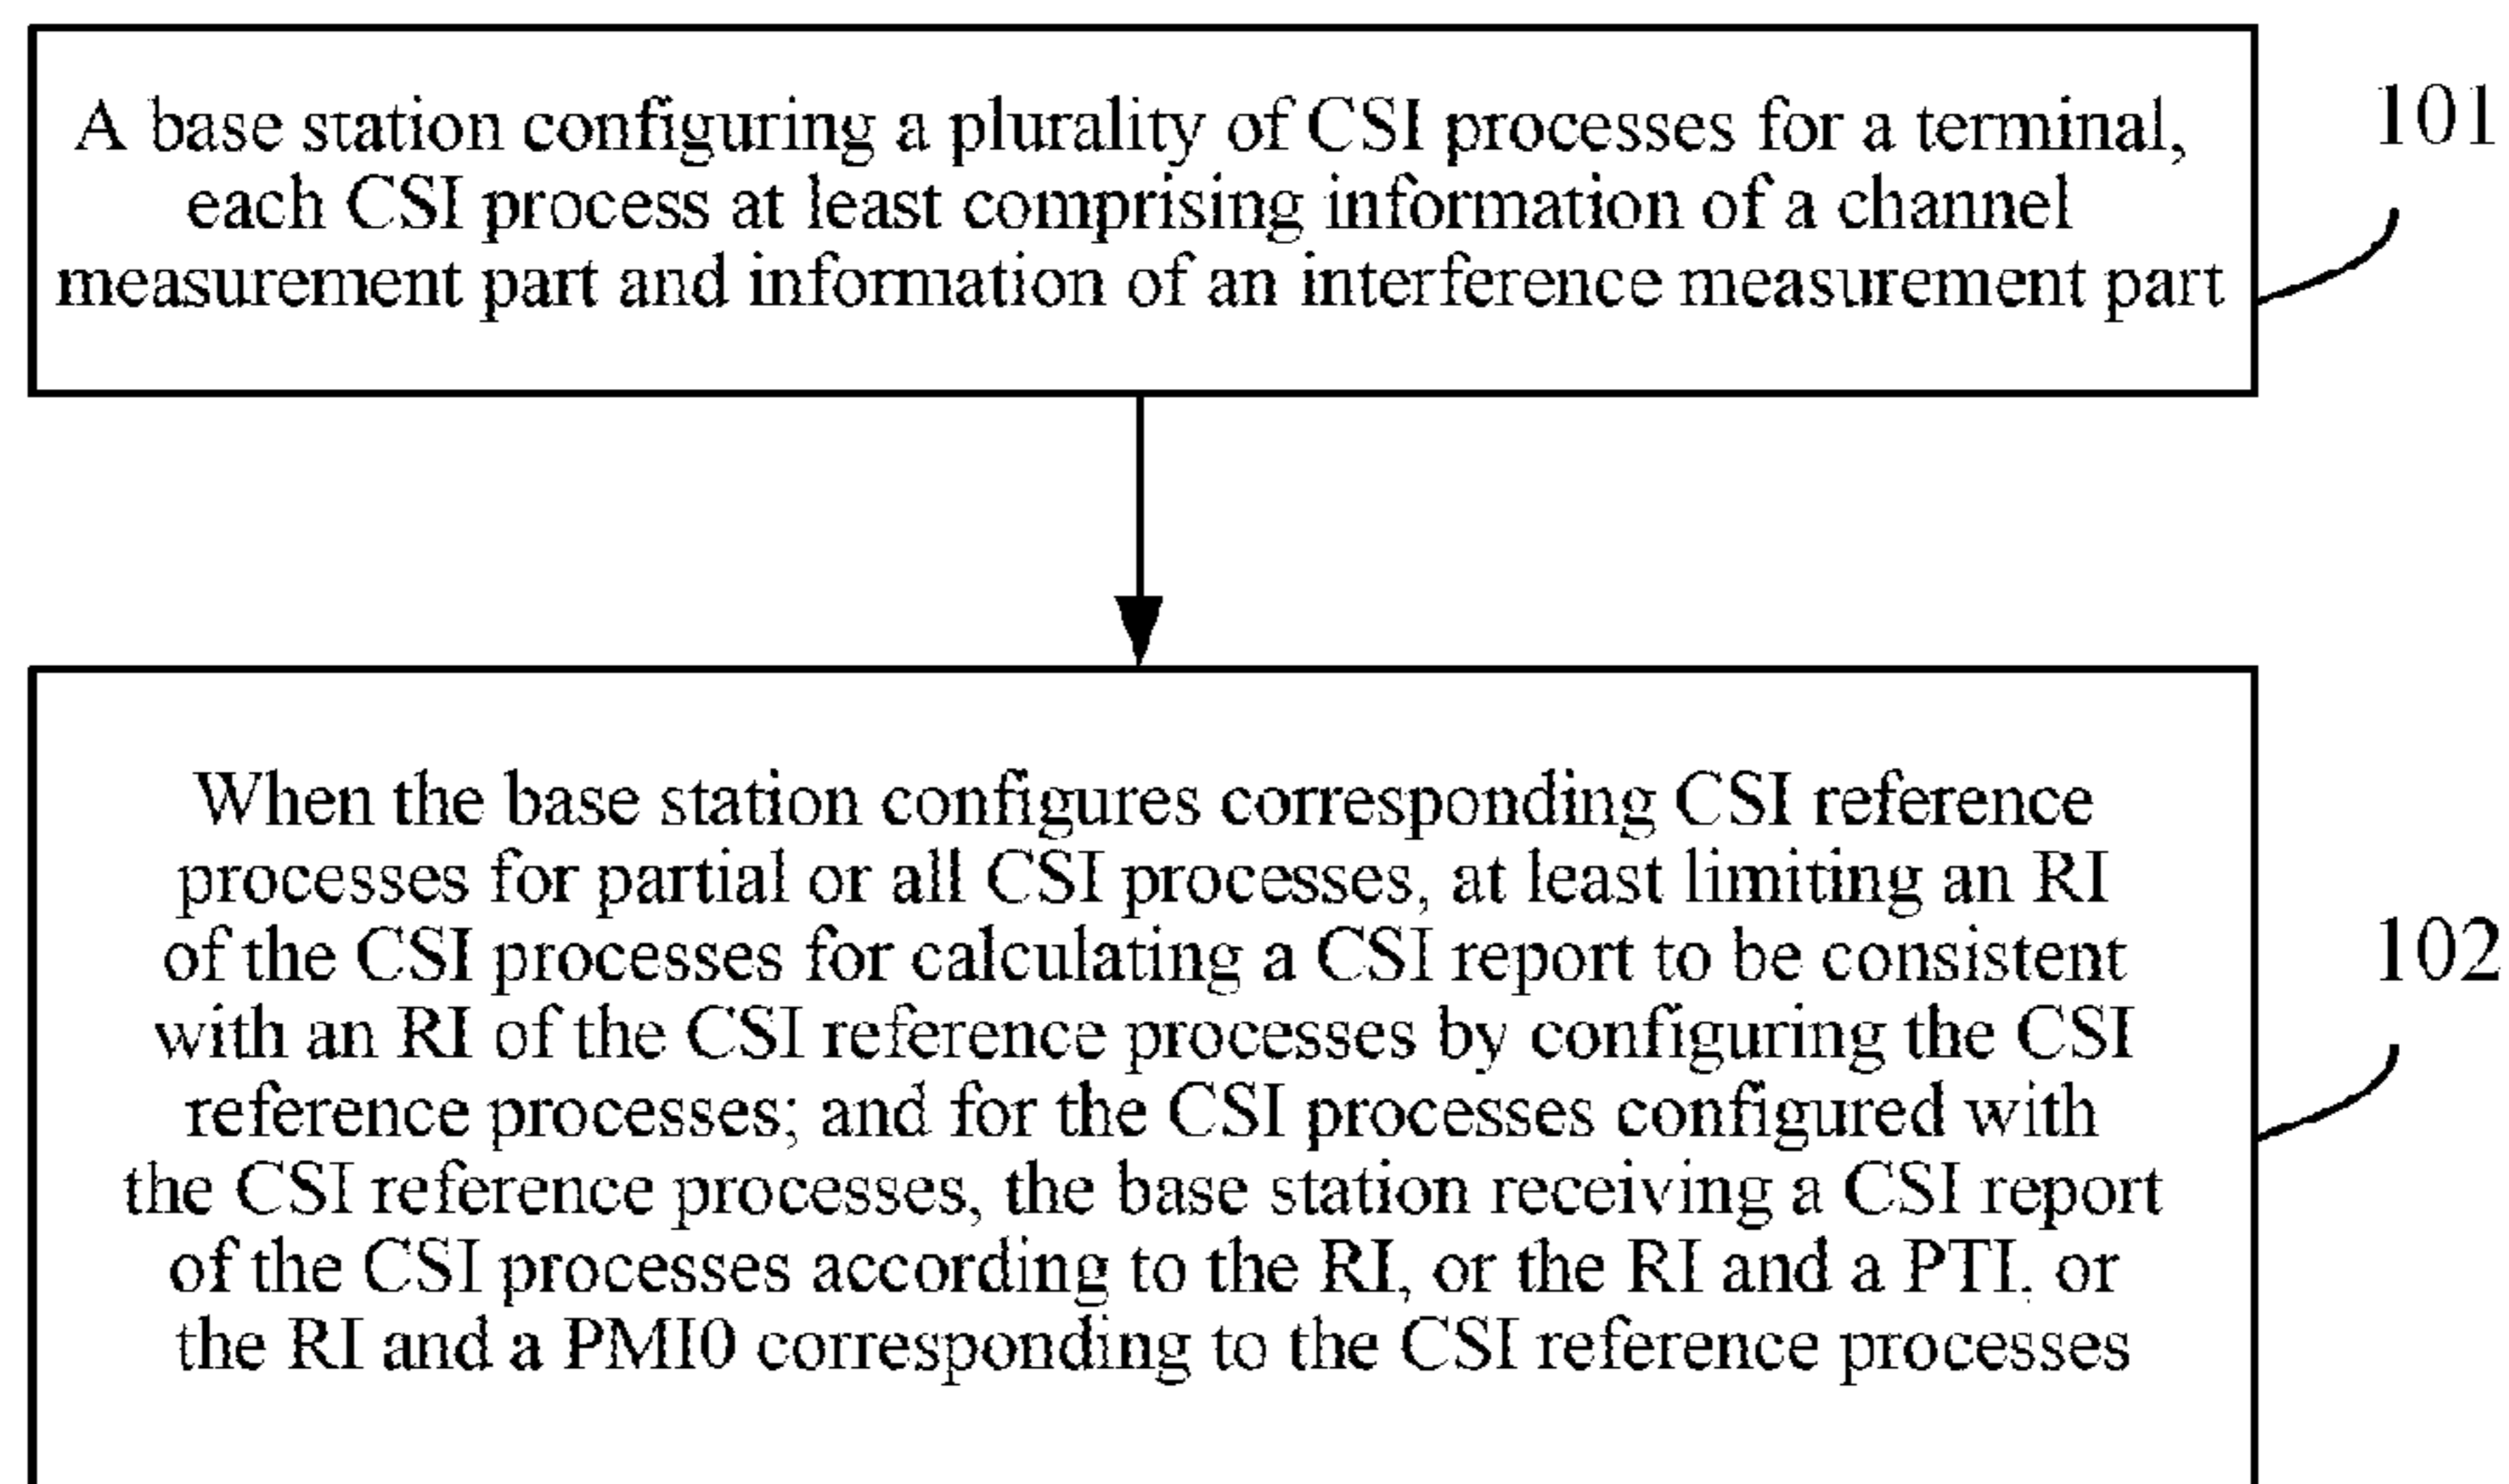 A base station configuring a plurality of CSI processes for a terminal,
each CSI process at least comprising information of a channel
measurement part and information of an interference measurement part
101
When the base station configures corresponding CSI reference
processes for partial or all CSI processes, at least limiting an RI
of the CSI processes for calculating a CSI report to be consistent
with an RI of the CSI reference processes by configuring the CSI
reference processes; and for the CSI processes configured with
the CSI reference processes, the base station receiving a CSI report
of the CSI processes according to the RI, or the RI and a PTI, or
the RI and a PMI0 corresponding to the CSI reference processes
102